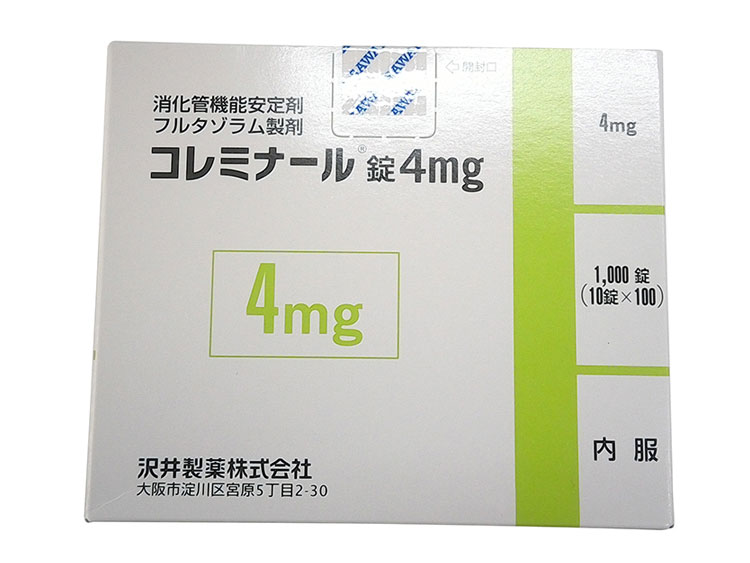 SAWAI
⇦開封口
消化管機能安定剤
フルタゾラム製剤
コレミナール®錠4mg
4mg
4mg
1,000 錠
(10錠×100)
内 服
沢井製薬株式会社
大阪市淀川区宮原5丁目2-30